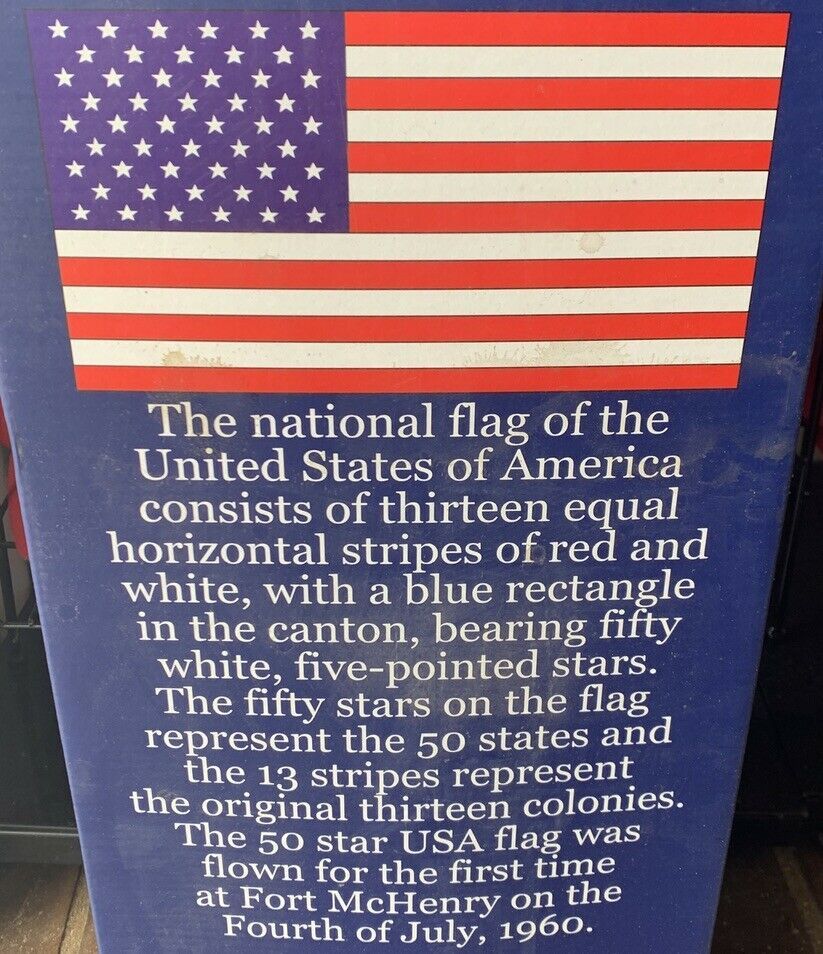 The national flag of the
United States of America
consists of thirteen equal
horizontal stripes of red and
white, with a blue rectangle
in the canton, bearing fifty
white, five-pointed stars.
The fifty stars on the flag
represent the 50 states and
the 13 stripes represent
the original thirteen colonies.
The 50 star USA flag was
flown for the first time
at Fort McHenry on the
Fourth of July, 1960.